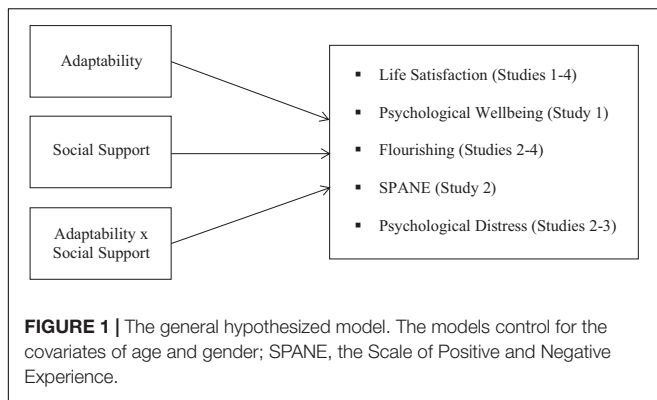 Adaptability
Social Support
Adaptability x
Social Support
▪ Life Satisfaction (Studies 1-4)
▪ Psychological Wellbeing (Study 1)
▪ Flourishing (Studies 2-4)
▪ SPANE (Study 2)
▪ Psychological Distress (Studies 2-3)
FIGURE 1 | The general hypothesized model. The models control for the
covariates of age and gender; SPANE, the Scale of Positive and Negative
Experience.